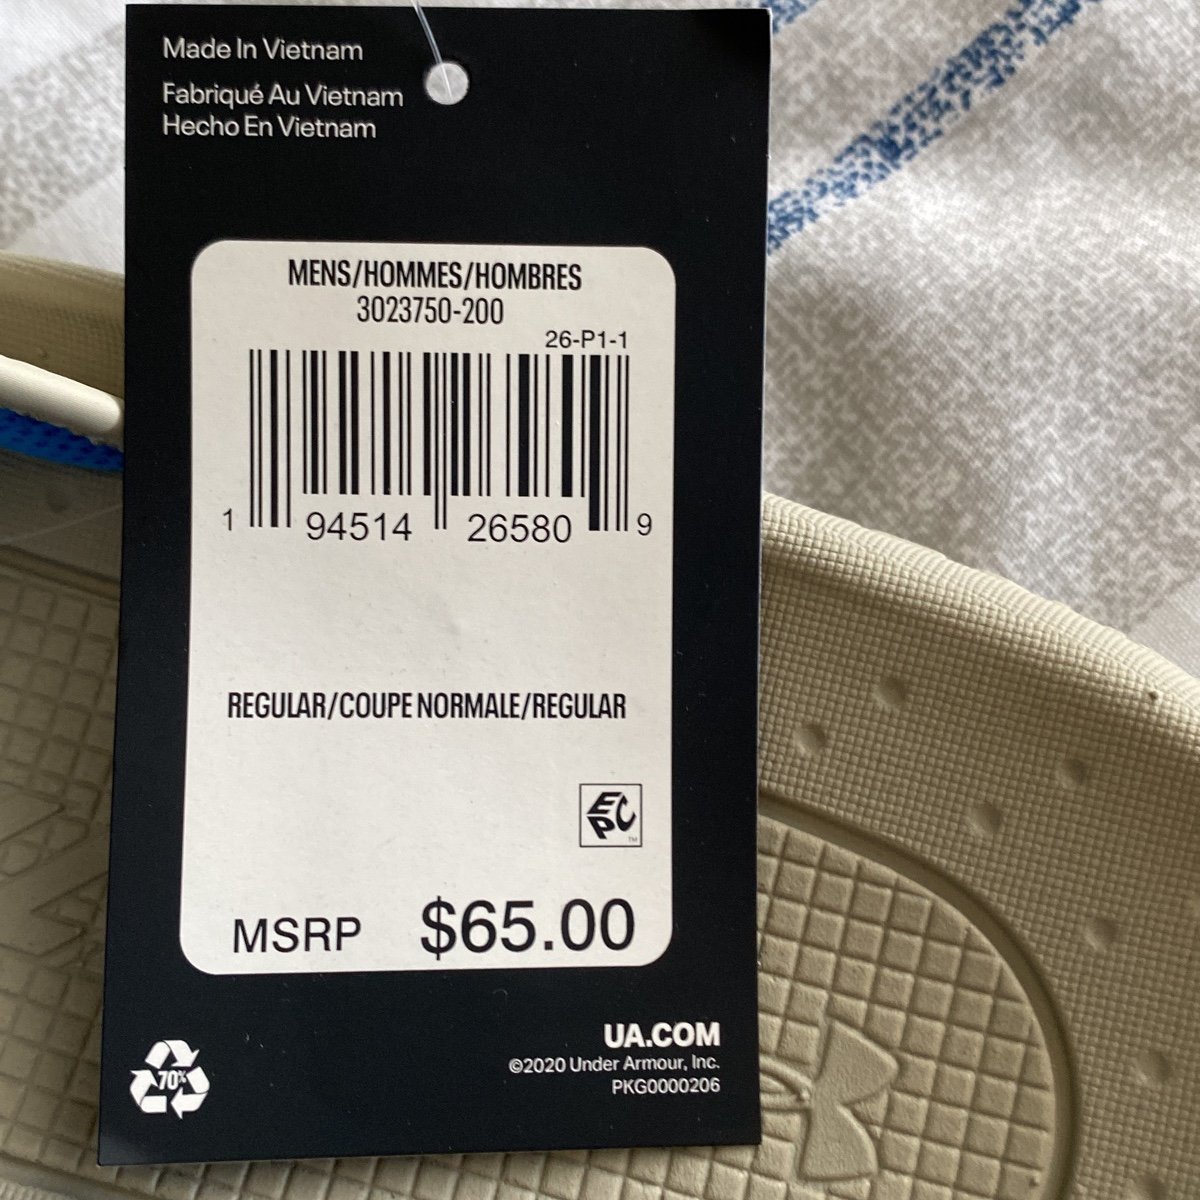 Made In Vietnam
Fabriqué Au Vietnam
Hecho En Vietnam
MENS/HOMMES/HOMBRES
3023750-200
26-P1-1
1 94514 26580 9
REGULAR/COUPE NORMALE/REGULAR
EPC TM
MSRP $65.00
70%
UA.COM
©2020 Under Armour, Inc.
PKG0000206